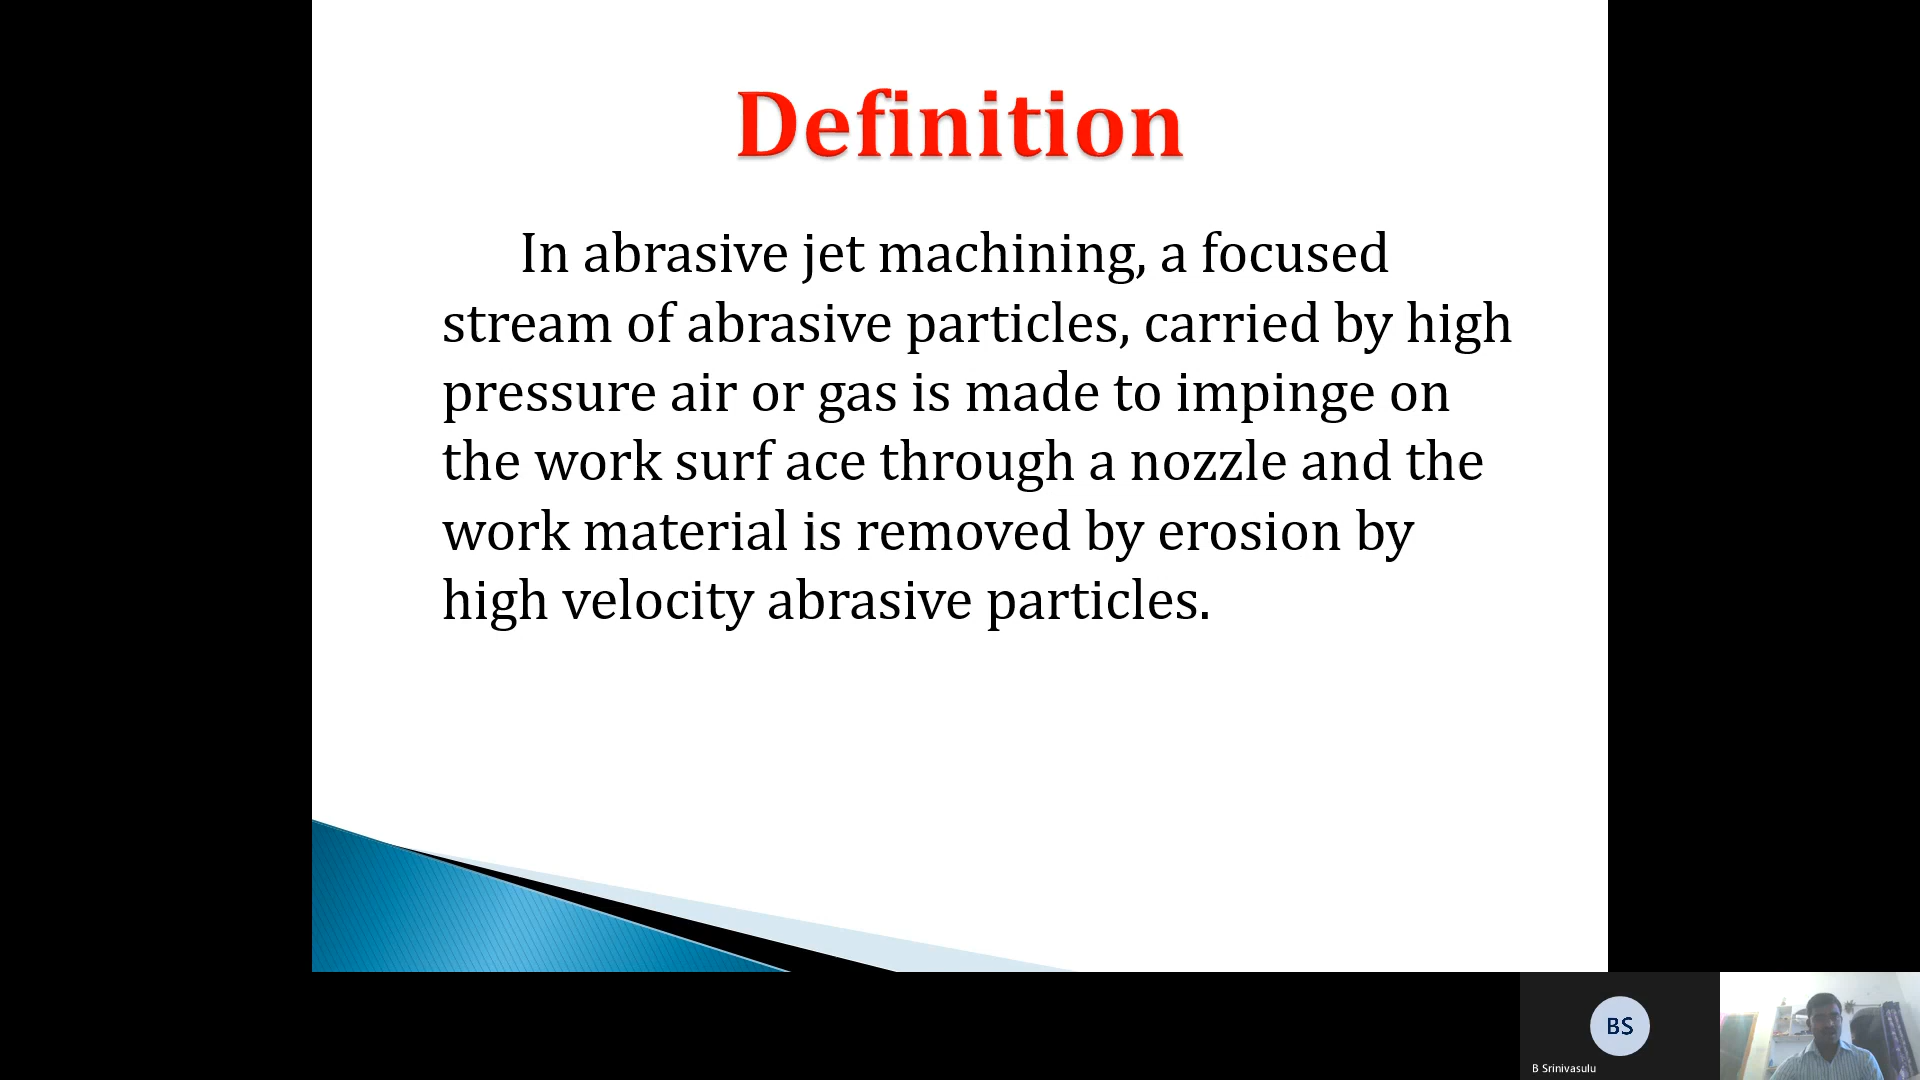 Definition
In abrasive jet machining, a focused
stream of abrasive particles, carried by high
pressure air or gas is made to impinge on
the work surf ace through a nozzle and the
work material is removed by erosion by
high velocity abrasive particles.
BS
B Srinivasulu